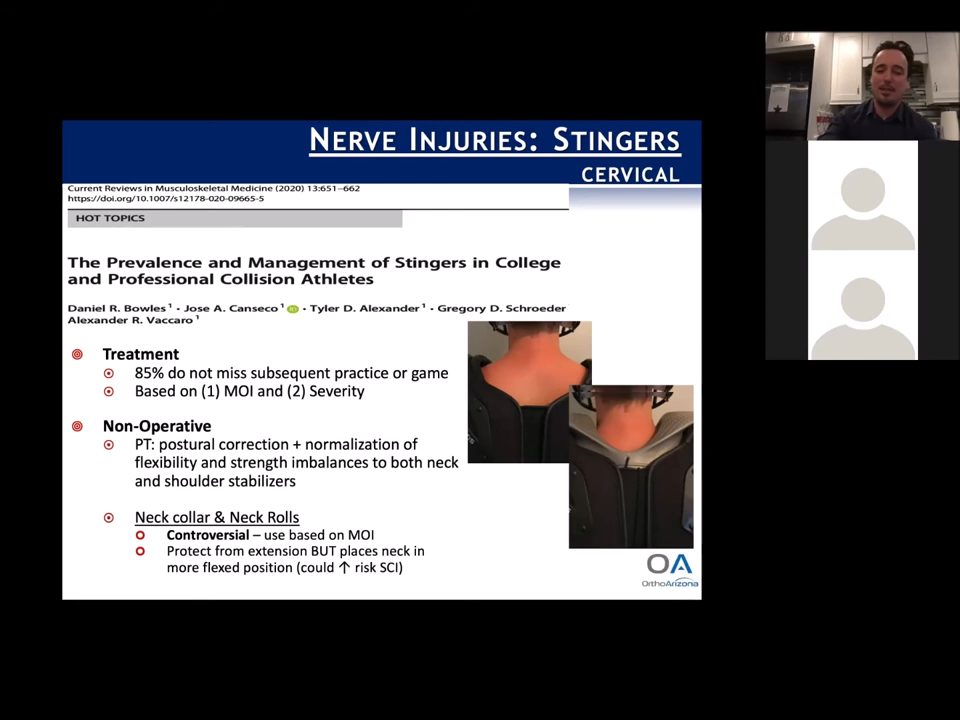 NERVE INJURIES: STINGERS
CERVICAL
Current Reviews in Musculoskeletal Medicine (2020) 13:651–662
https://doi.org/10.1007/s12178-020-09665-5
HOT TOPICS
The Prevalence and Management of Stingers in College
and Professional Collision Athletes
Daniel R. Bowles¹ · Jose A. Canseco¹ · Tyler D. Alexander¹ · Gregory D. Schroeder
Alexander R. Vaccaro¹
Treatment
85% do not miss subsequent practice or game
Based on (1) MOI and (2) Severity
Non-Operative
PT: postural correction + normalization of
flexibility and strength imbalances to both neck
and shoulder stabilizers
Neck collar & Neck Rolls
Controversial – use based on MOI
Protect from extension BUT places neck in
more flexed position (could ↑ risk SCI)
OA
OrthoArizona